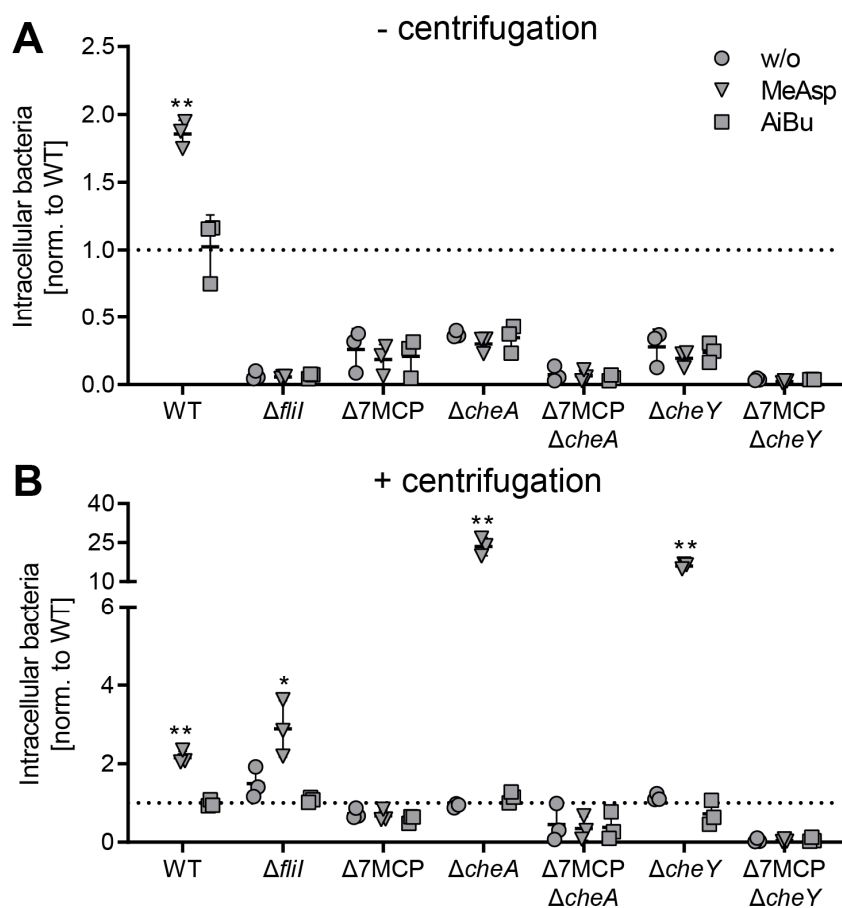 A
- centrifugation
Intracellular bacteria
[norm. to WT]
2.5
2.0
1.5
1.0
0.5
0.0
w/o
MeAsp
AiBu
**
WT
ΔfliI
Δ7MCP
ΔcheA
Δ7MCP
ΔcheA
ΔcheY
Δ7MCP
ΔcheY
B
+ centrifugation
Intracellular bacteria
[norm. to WT]
40
25
10
6
4
2
0
**
*
**
**
WT
ΔfliI
Δ7MCP
ΔcheA
Δ7MCP
ΔcheA
ΔcheY
Δ7MCP
ΔcheY